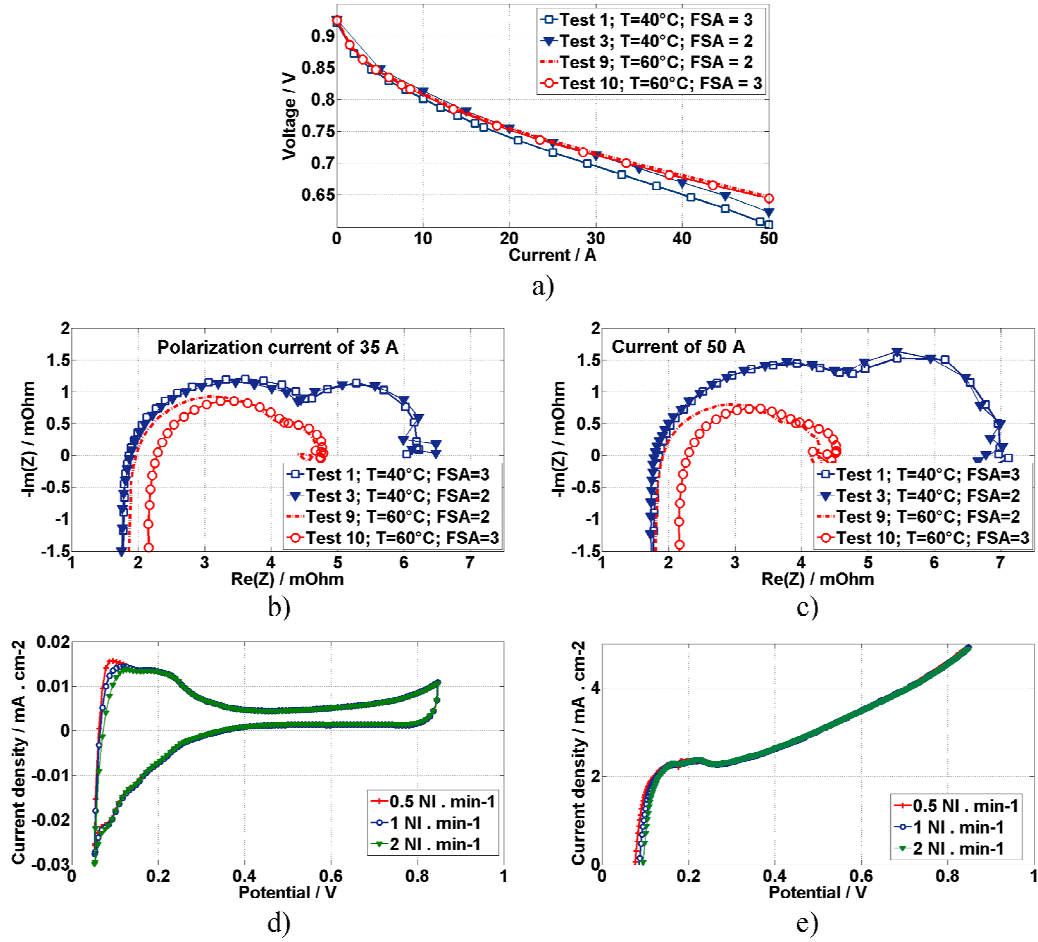 Test 1; T=40°C; FSA = 3
Test 3; T=40°C; FSA = 2
Test 9; T=60°C; FSA = 2
Test 10; T=60°C; FSA = 3
Voltage / V
0.9
0.85
0.8
0.75
0.7
0.65
0 10 20 30 40 50
Current / A
a)
Polarization current of 35 A
-Im(Z) / mOhm
2
1.5
1
0.5
0
-0.5
-1
-1.5
Test 1; T=40°C; FSA=3
Test 3; T=40°C; FSA=2
Test 9; T=60°C; FSA=2
Test 10; T=60°C; FSA=3
1 2 3 4 5 6 7
Re(Z) / mOhm
b)
Current of 50 A
-Im(Z) / mOhm
2
1.5
1
0.5
0
-0.5
-1
-1.5
Test 1; T=40°C; FSA=3
Test 3; T=40°C; FSA=2
Test 9; T=60°C; FSA=2
Test 10; T=60°C; FSA=3
1 2 3 4 5 6 7
Re(Z) / mOhm
c)
Current density / mA . cm-2
0.02
0.01
0
-0.01
-0.02
-0.03
0.5 Nl . min-1
1 Nl . min-1
2 Nl . min-1
0 0.2 0.4 0.6 0.8 1
Potential / V
d)
Current density / mA . cm-2
4
2
0
0.5 Nl . min-1
1 Nl . min-1
2 Nl . min-1
0 0.2 0.4 0.6 0.8 1
Potential / V
e)